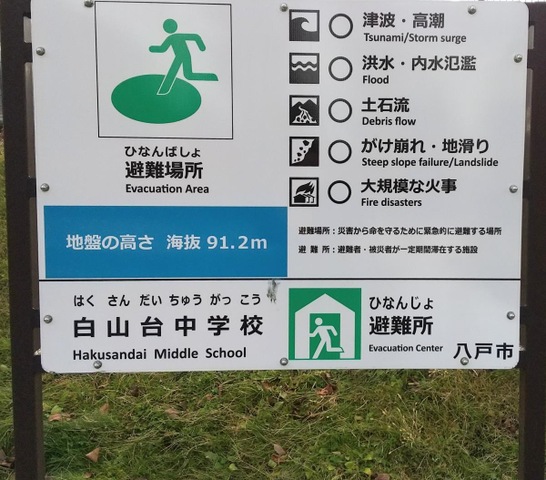 ひなんばしょ
避難場所
Evacuation Area
津波・高潮
Tsunami/Storm surge
洪水・内水氾濫
Flood
土石流
Debris flow
がけ崩れ・地滑り
Steep slope failure/Landslide
大規模な火事
Fire disasters
地盤の高さ 海抜 91.2m
避難場所：災害から命を守るために緊急的に避難する場所
避 難 所：避難者・被災者が一定期間滞在する施設
はく さん だい ちゅう がっ こう
白山台中学校
Hakusandai Middle School
ひなんじょ
避難所
Evacuation Center
八戸市